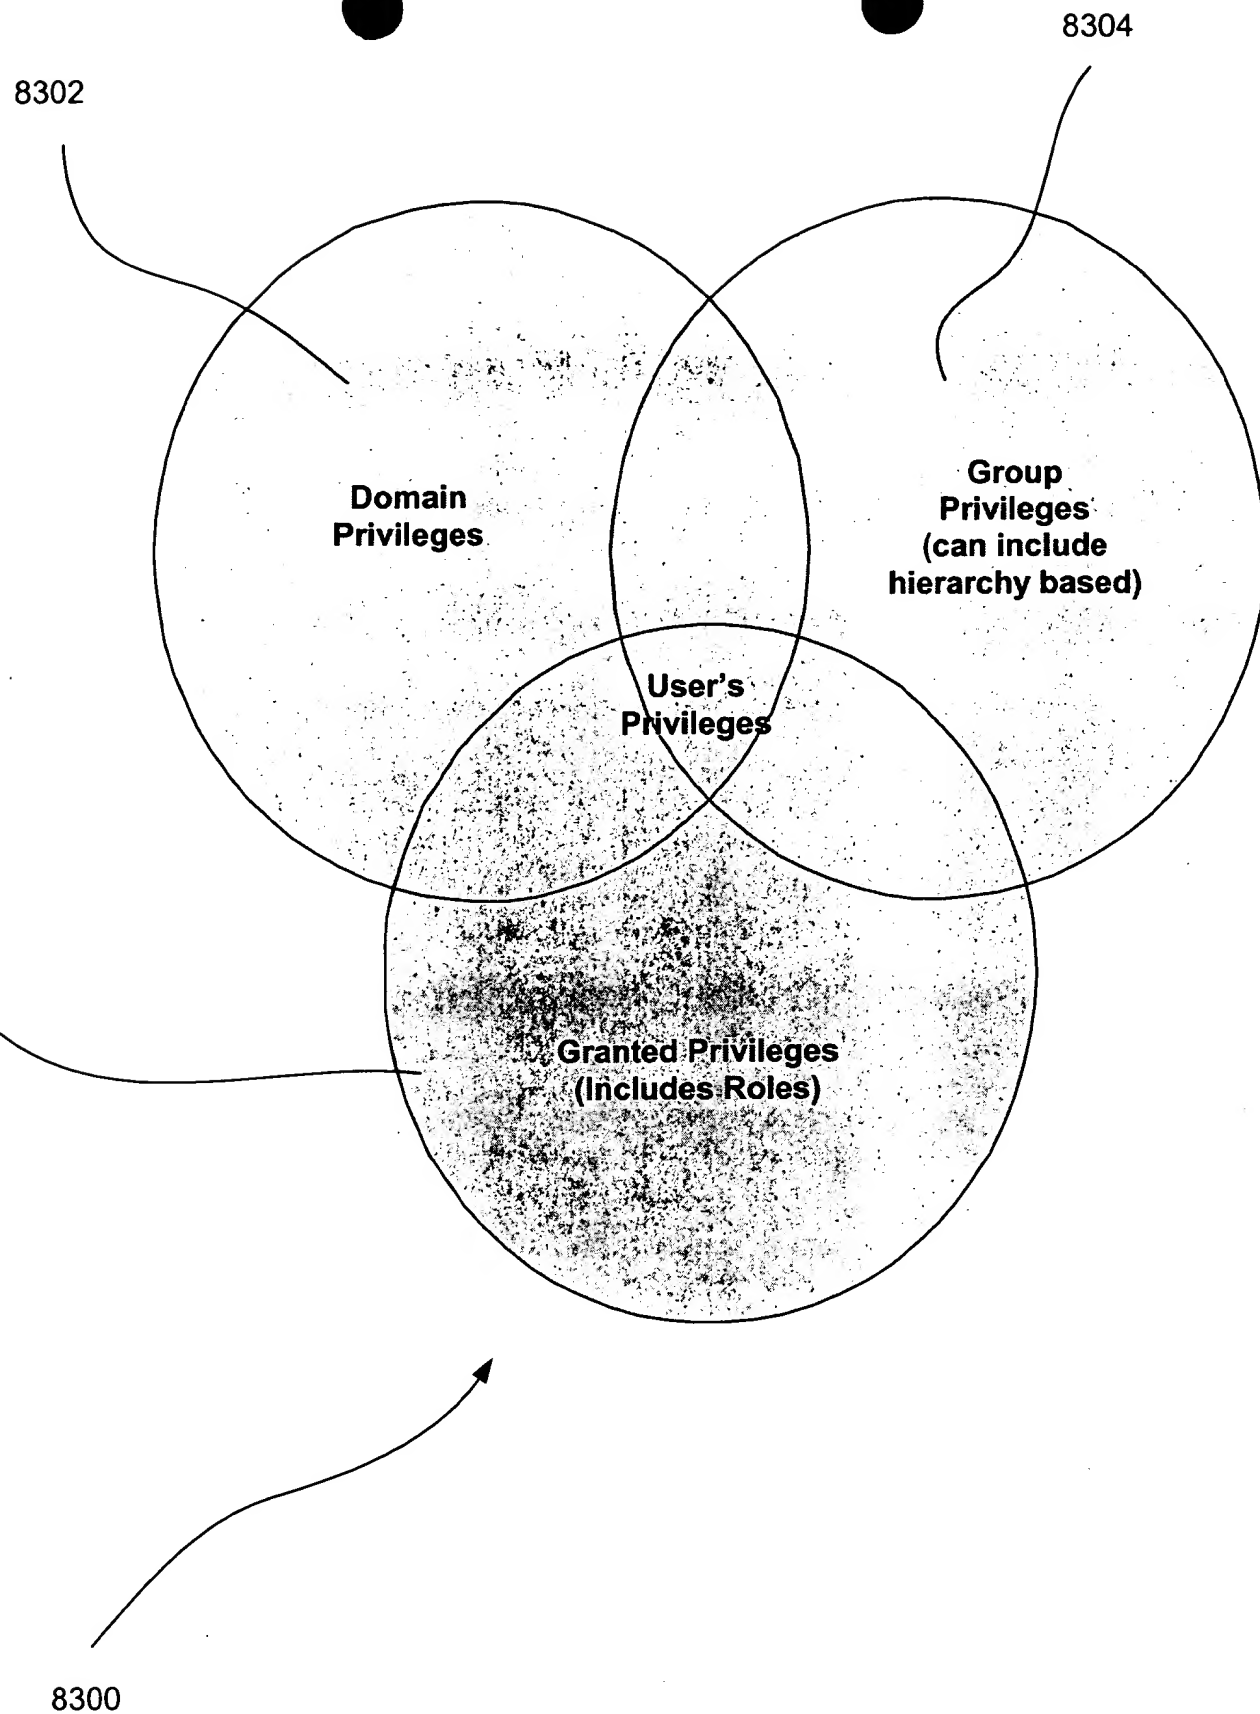 8304
8302
Domain
Privileges
Group
Privileges
(can include
hierarchy based)
User's
Privileges
Granted Privileges
(Includes Roles)
8300